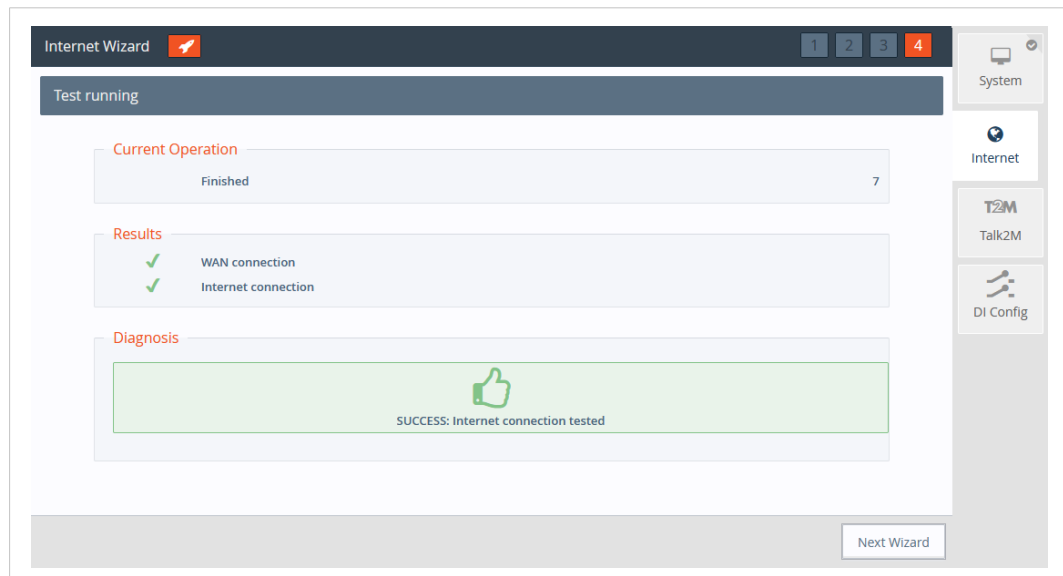 Internet Wizard 1 2 3 4
System
Test running
Internet
Current Operation
Finished 7
T2M
Talk2M
Results
WAN connection
Internet connection
DI Config
Diagnosis
SUCCESS: Internet connection tested
Next Wizard